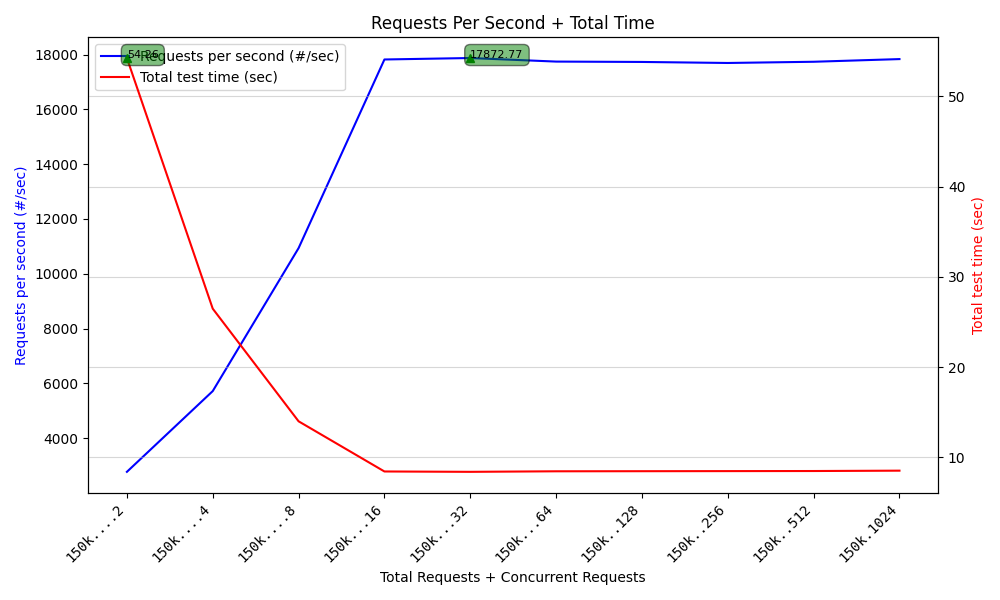 Requests Per Second + Total Time
54.26
17872.77
Requests per second (#/sec)
Total test time (sec)
18000
16000
14000
12000
10000
8000
6000
4000
Requests per second (#/sec)
50
40
30
20
10
Total test time (sec)
150k....2
150k....4
150k....8
150k...16
150k...32
150k...64
150k..128
150k..256
150k..512
150k.1024
Total Requests + Concurrent Requests